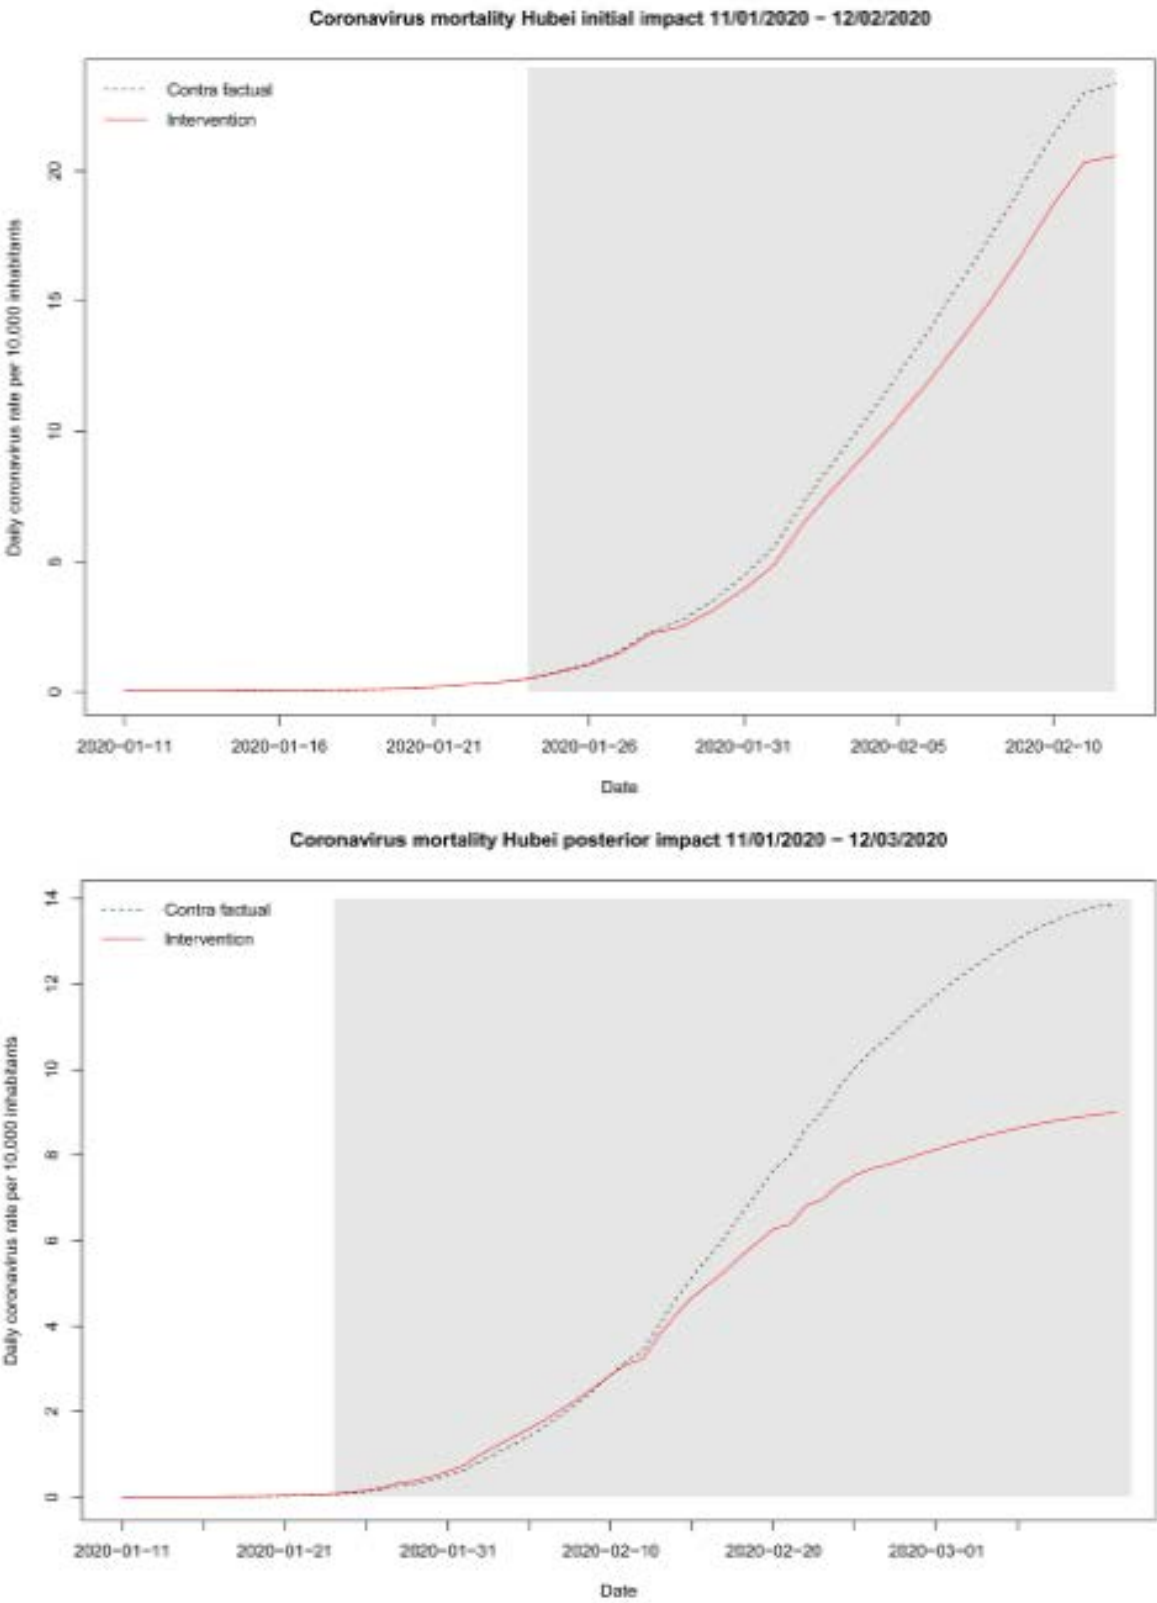 Coronavirus mortality Hubei initial impact 11/01/2020 − 12/02/2020
Contra factual
Intervention
Daily coronavirus rate per 10,000 inhabitants
20
15
10
5
0
2020−01−11 2020−01−16 2020−01−21 2020−01−26 2020−01−31 2020−02−05 2020−02−10
Date
Coronavirus mortality Hubei posterior impact 11/01/2020 − 12/03/2020
Contra factual
Intervention
Daily coronavirus rate per 10,000 inhabitants
14
12
10
8
6
4
2
0
2020−01−11 2020−01−21 2020−01−31 2020−02−10 2020−02−20 2020−03−01
Date